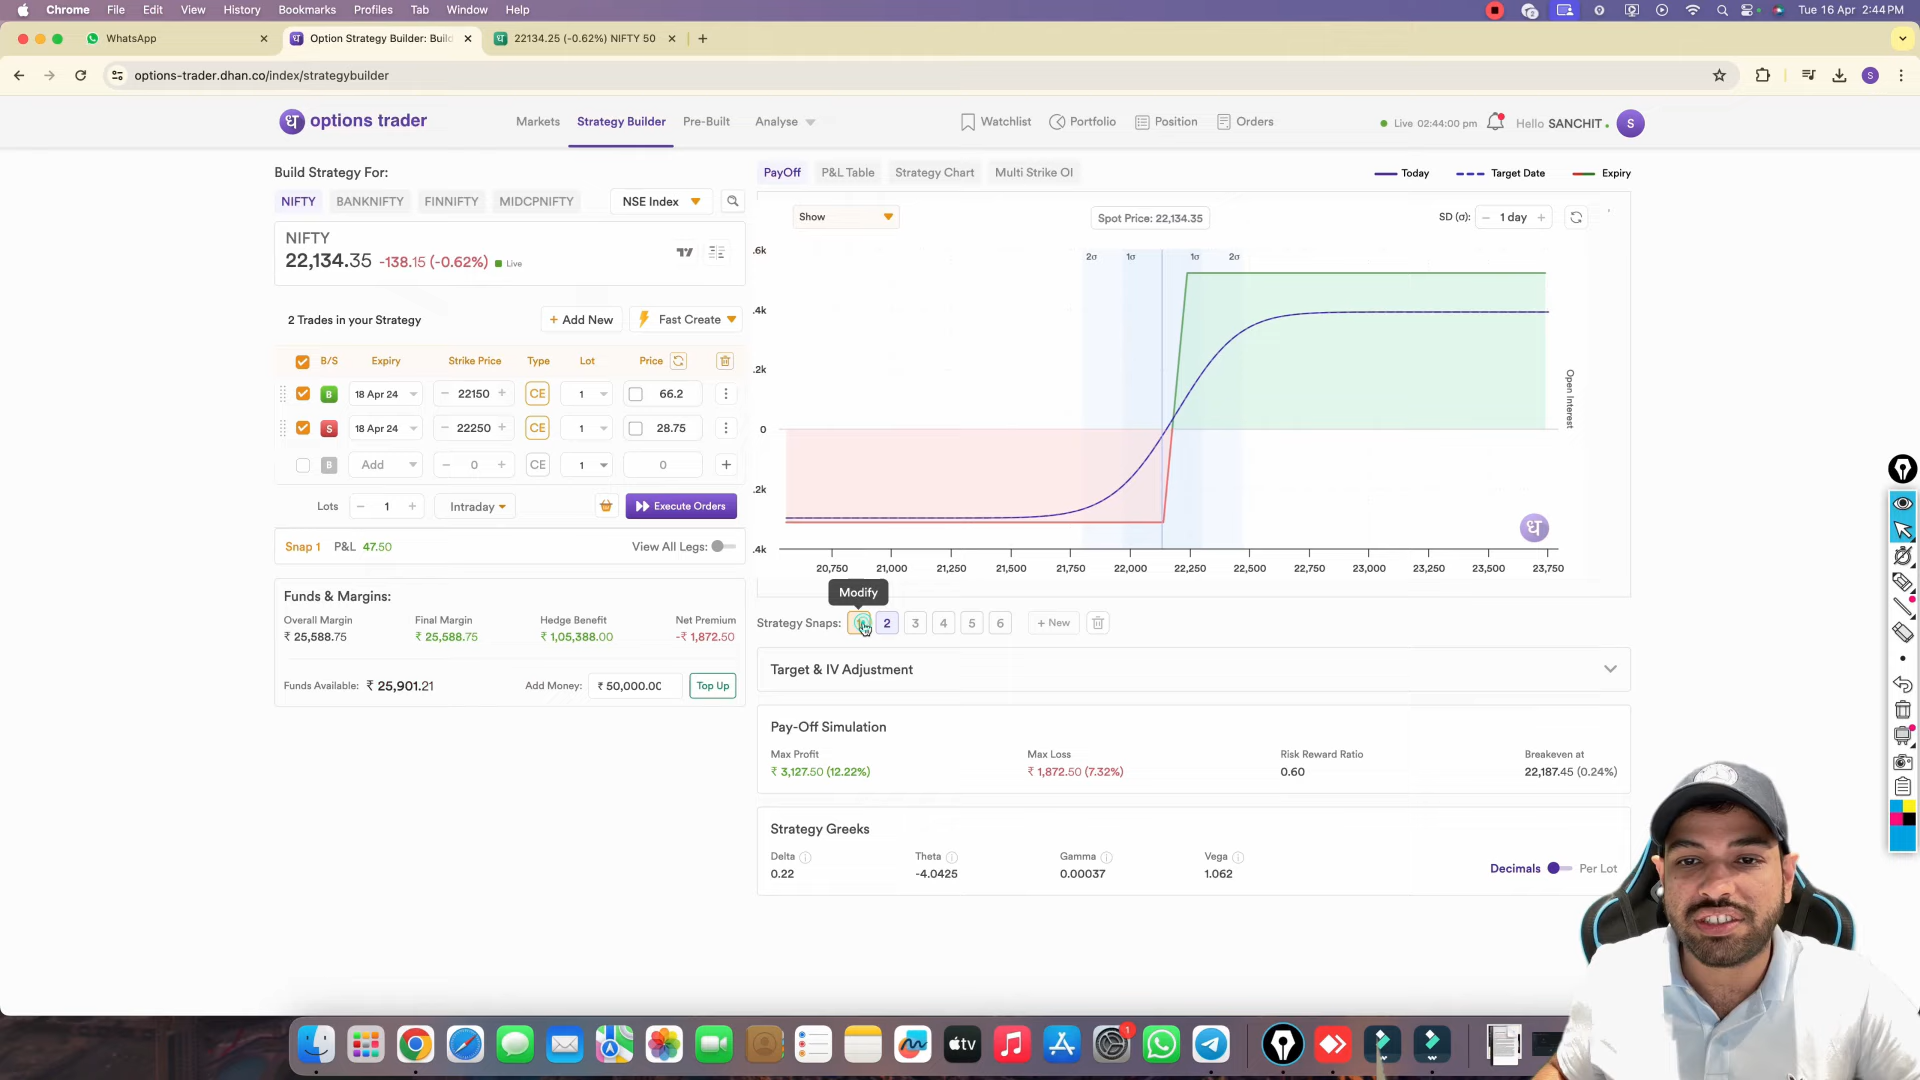 Chrome File Edit View History Bookmarks Profiles Tab Window Help
2 Tue 16 Apr 2:44 PM
WhatsApp
Option Strategy Builder: Build
22134.25 (-0.62%) NIFTY 50
options-trader.dhan.co/index/strategybuilder
S
ध options trader
Markets Strategy Builder Pre-Built Analyse
Watchlist Portfolio Position Orders
Live 02:44:00 pm
Hello SANCHIT
S
Build Strategy For:
NIFTY BANKNIFTY FINNIFTY MIDCPNIFTY NSE Index
NIFTY
22,134.35 -138.15 (-0.62%) Live
2 Trades in your Strategy + Add New Fast Create
B/S Expiry Strike Price Type Lot Price
B 18 Apr 24 - 22150 + CE 1 66.2
S 18 Apr 24 - 22250 + CE 1 28.75
B Add - 0 + CE 1 0 +
Lots - 1 + Intraday Execute Orders
Snap 1 P&L 47.50 View All Legs:
Funds & Margins:
Overall Margin Final Margin Hedge Benefit Net Premium
₹ 25,588.75 ₹ 25,588.75 ₹ 1,05,388.00 -₹ 1,872.50
Funds Available: ₹ 25,901.21 Add Money: ₹ 50,000.00 Top Up
PayOff P&L Table Strategy Chart Multi Strike OI
Today Target Date Expiry
Show Spot Price: 22,134.35 SD (σ): - 1 day +
.6k
2σ 1σ 1σ 2σ
.4k
.2k
0
.2k
.4k
Open Interest
ध
20,750 21,000 21,250 21,500 21,750 22,000 22,250 22,500 22,750 23,000 23,250 23,500 23,750
Modify
Strategy Snaps: 2 3 4 5 6 + New
Target & IV Adjustment
Pay-Off Simulation
Max Profit Max Loss Risk Reward Ratio Breakeven at
₹ 3,127.50 (12.22%) ₹ 1,872.50 (7.32%) 0.60 22,187.45 (0.24%)
Strategy Greeks
Delta Theta Gamma Vega
0.22 -4.0425 0.00037 1.062
Decimals Per Lot
tv
1